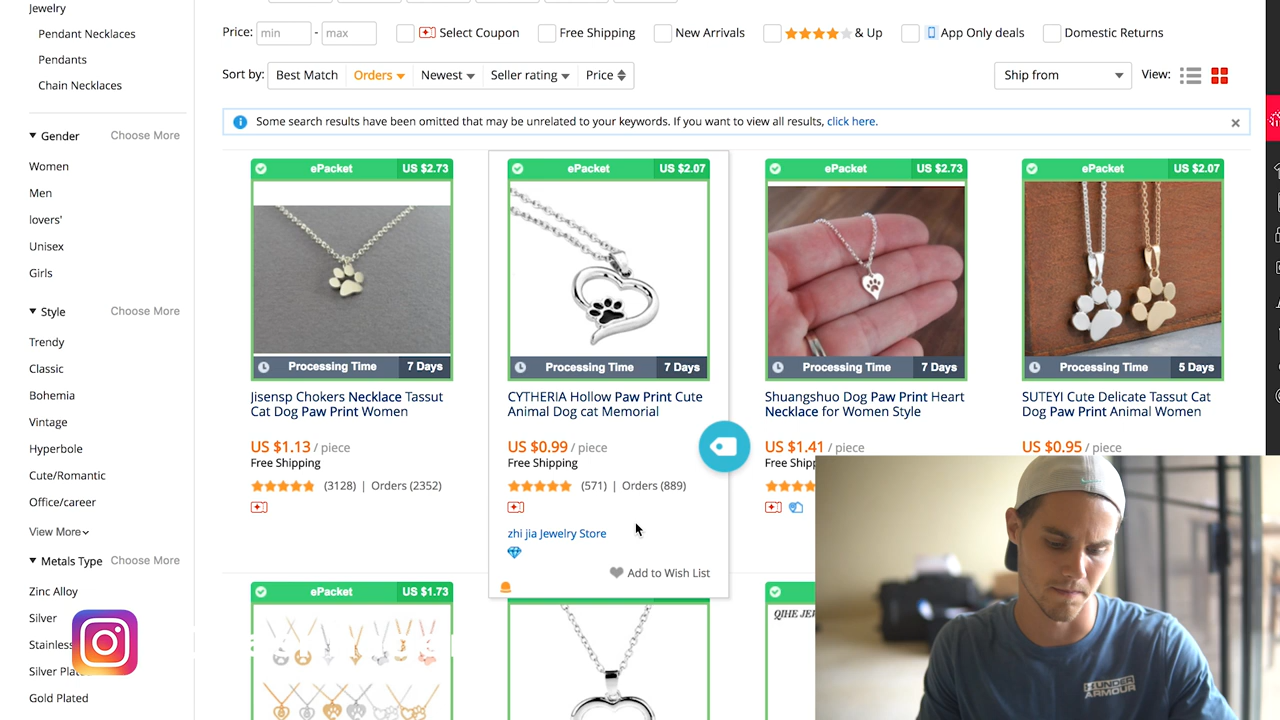 Jewelry
Pendant Necklaces
Pendants
Chain Necklaces
Gender Choose More
Women
Men
lovers'
Unisex
Girls
Style Choose More
Trendy
Classic
Bohemia
Vintage
Hyperbole
Cute/Romantic
Office/career
View More
Metals Type Choose More
Zinc Alloy
Silver
Stainless
Silver Pla
Gold Plated
Price: min - max Select Coupon Free Shipping New Arrivals & Up App Only deals Domestic Returns
Sort by: Best Match Orders Newest Seller rating Price Ship from View:
Some search results have been omitted that may be unrelated to your keywords. If you want to view all results, click here. ×
ePacket US $2.73
Processing Time 7 Days
Jisensp Chokers Necklace Tassut
Cat Dog Paw Print Women
US $1.13 / piece
Free Shipping
(3128) | Orders (2352)
ePacket US $2.07
Processing Time 7 Days
CYTHERIA Hollow Paw Print Cute
Animal Dog cat Memorial
US $0.99 / piece
Free Shipping
(571) | Orders (889)
zhi jia Jewelry Store
Add to Wish List
ePacket US $2.73
Processing Time 7 Days
Shuangshuo Dog Paw Print Heart
Necklace for Women Style
US $1.41 / piece
Free Shipp
ePacket US $2.07
Processing Time 5 Days
SUTEYI Cute Delicate Tassut Cat
Dog Paw Print Animal Women
US $0.95 / piece
ePacket US $1.73
QIHE JE
UNDER
ARMOUR